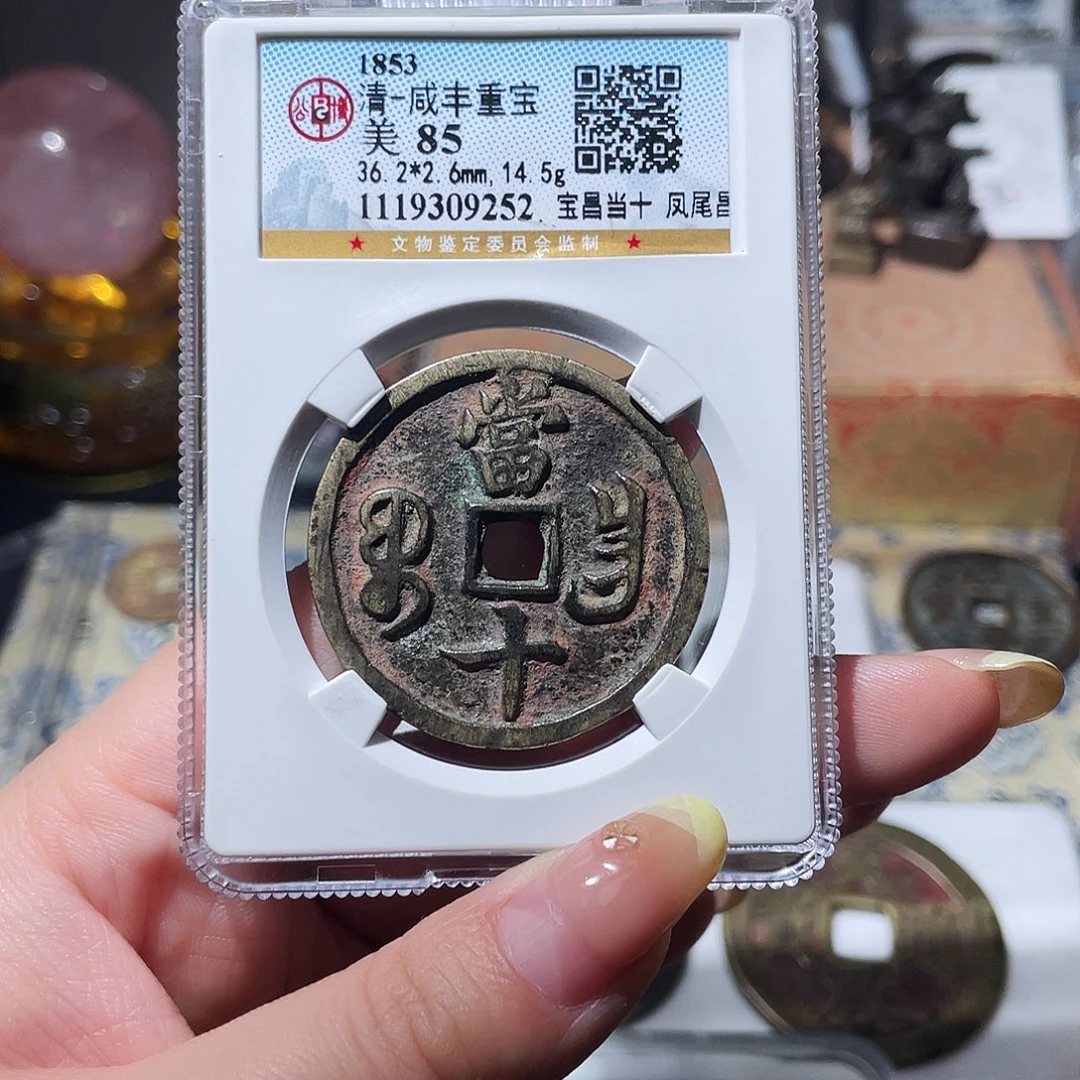 1853
清-咸丰重宝
美 85
36.2*2.6mm,14.5g
1119309252 宝昌当十 凤尾昌
★ 文物鉴定委员会监制 ★
當
十